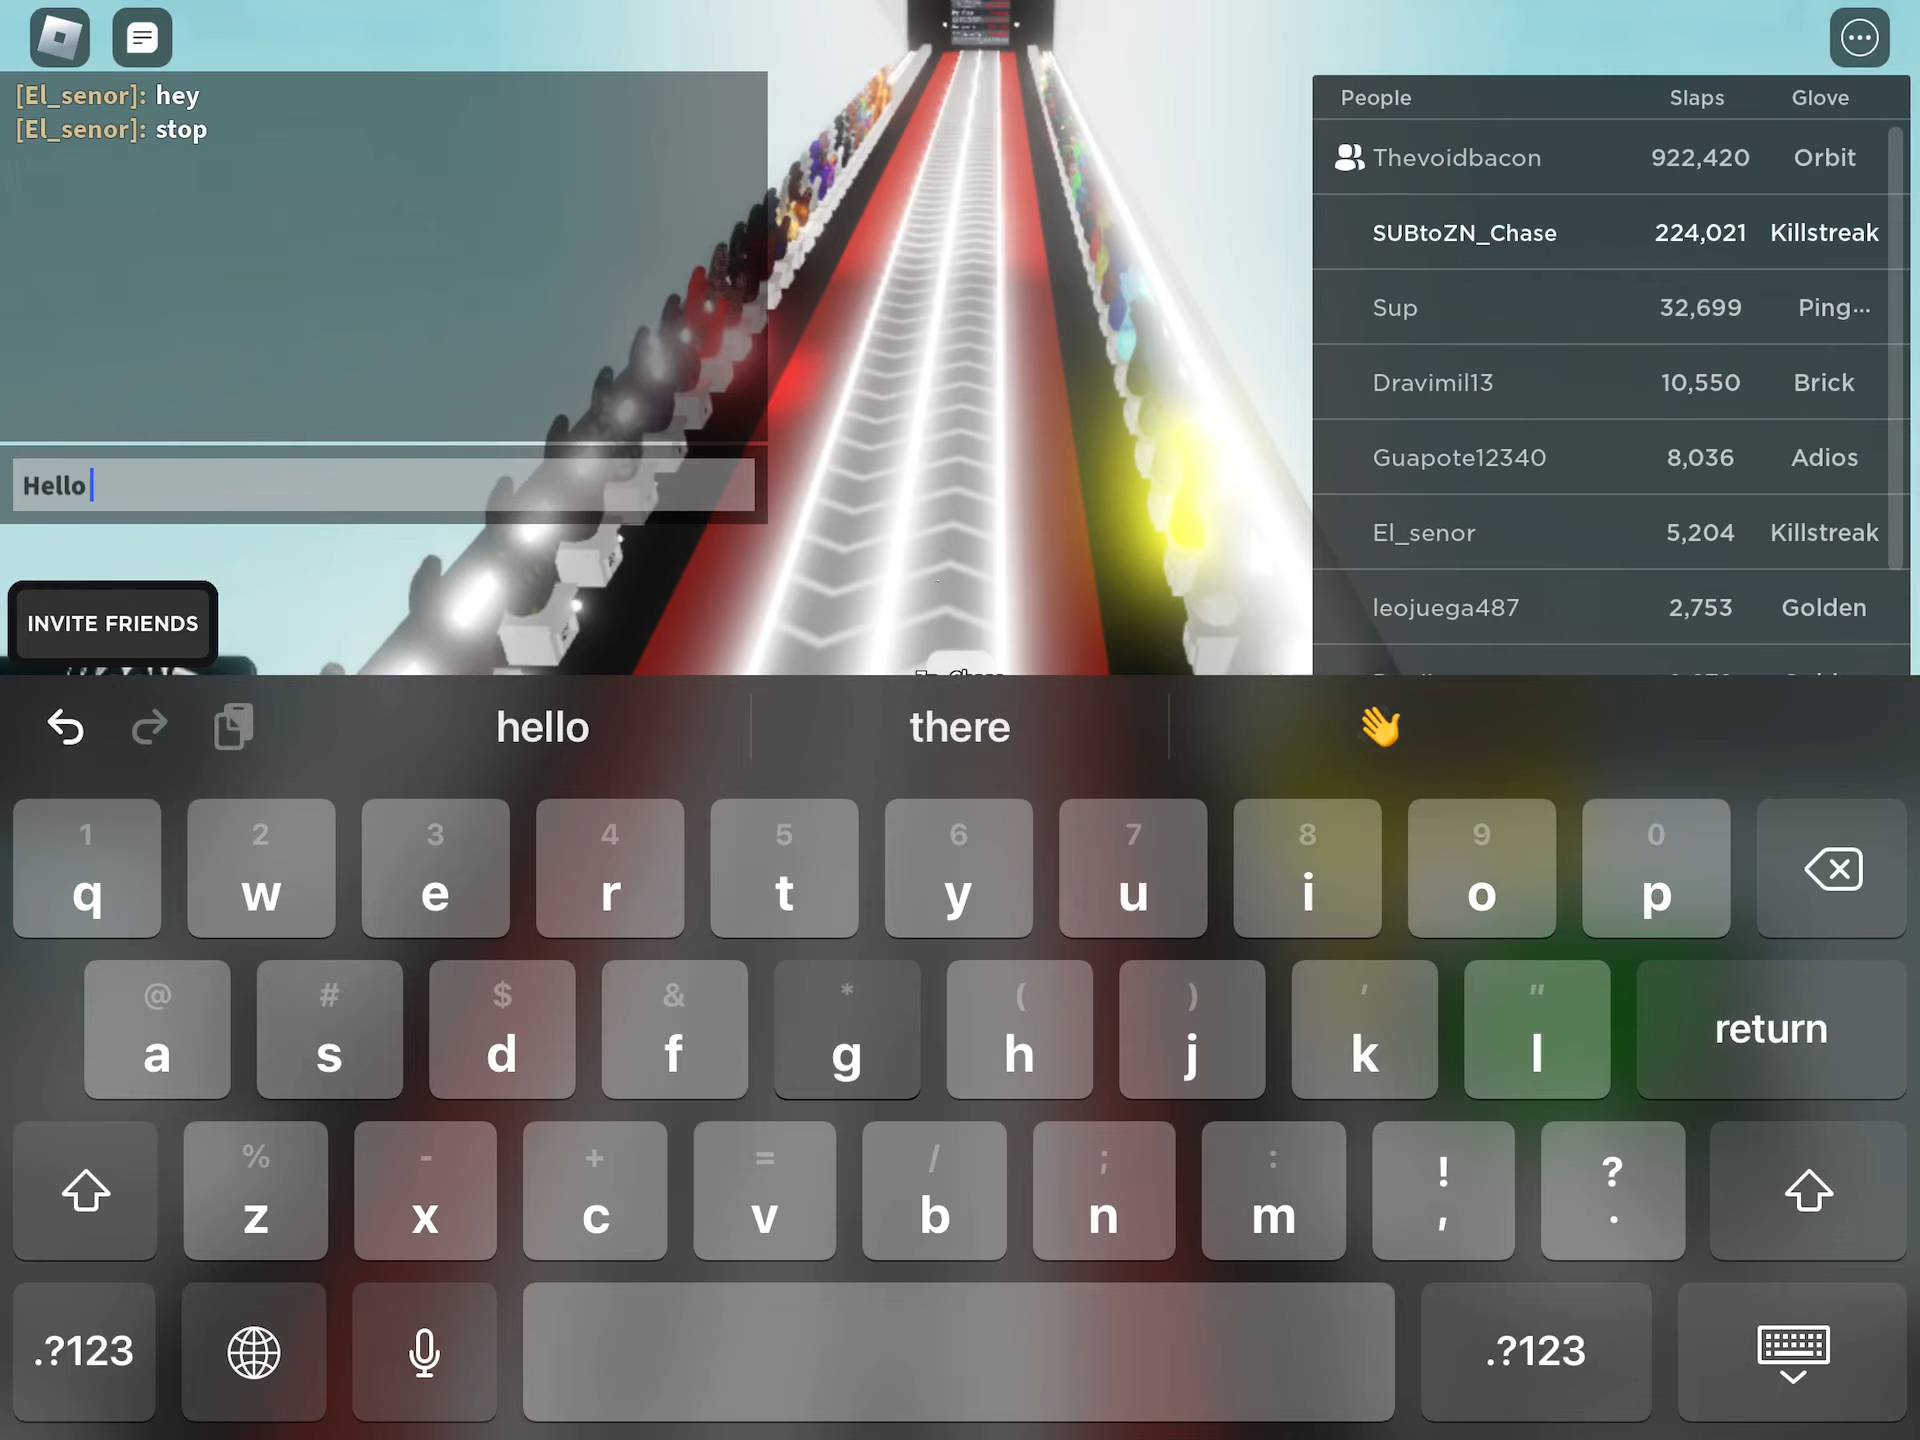 [El_senor]: hey
[El_senor]: stop
Hello
INVITE FRIENDS
People Slaps Glove
Thevoidbacon 922,420 Orbit
SUBtoZN_Chase 224,021 Killstreak
Sup 32,699 Ping...
Dravimil13 10,550 Brick
Guapote12340 8,036 Adios
El_senor 5,204 Killstreak
leojuega487 2,753 Golden
hello there 👋
1 2 3 4 5 6 7 8 9 0
q w e r t y u i o p
@ # $ & * ( ) ' "
a s d f g h j k l return
% - + = / ; : ! ?
z x c v b n m , .
.?123 .?123